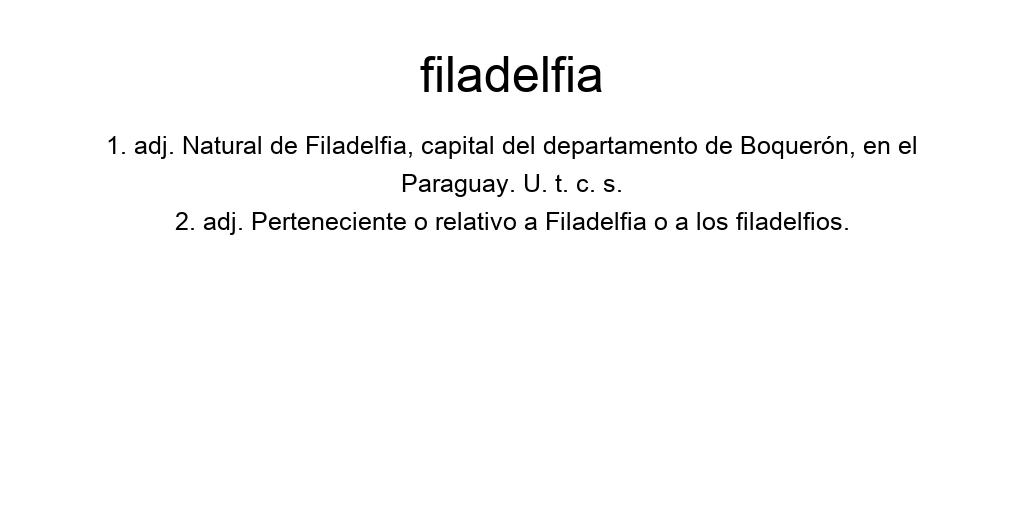 filadelfia
1. adj. Natural de Filadelfia, capital del departamento de Boquerón, en el
Paraguay. U. t. c. s.
2. adj. Perteneciente o relativo a Filadelfia o a los filadelfios.